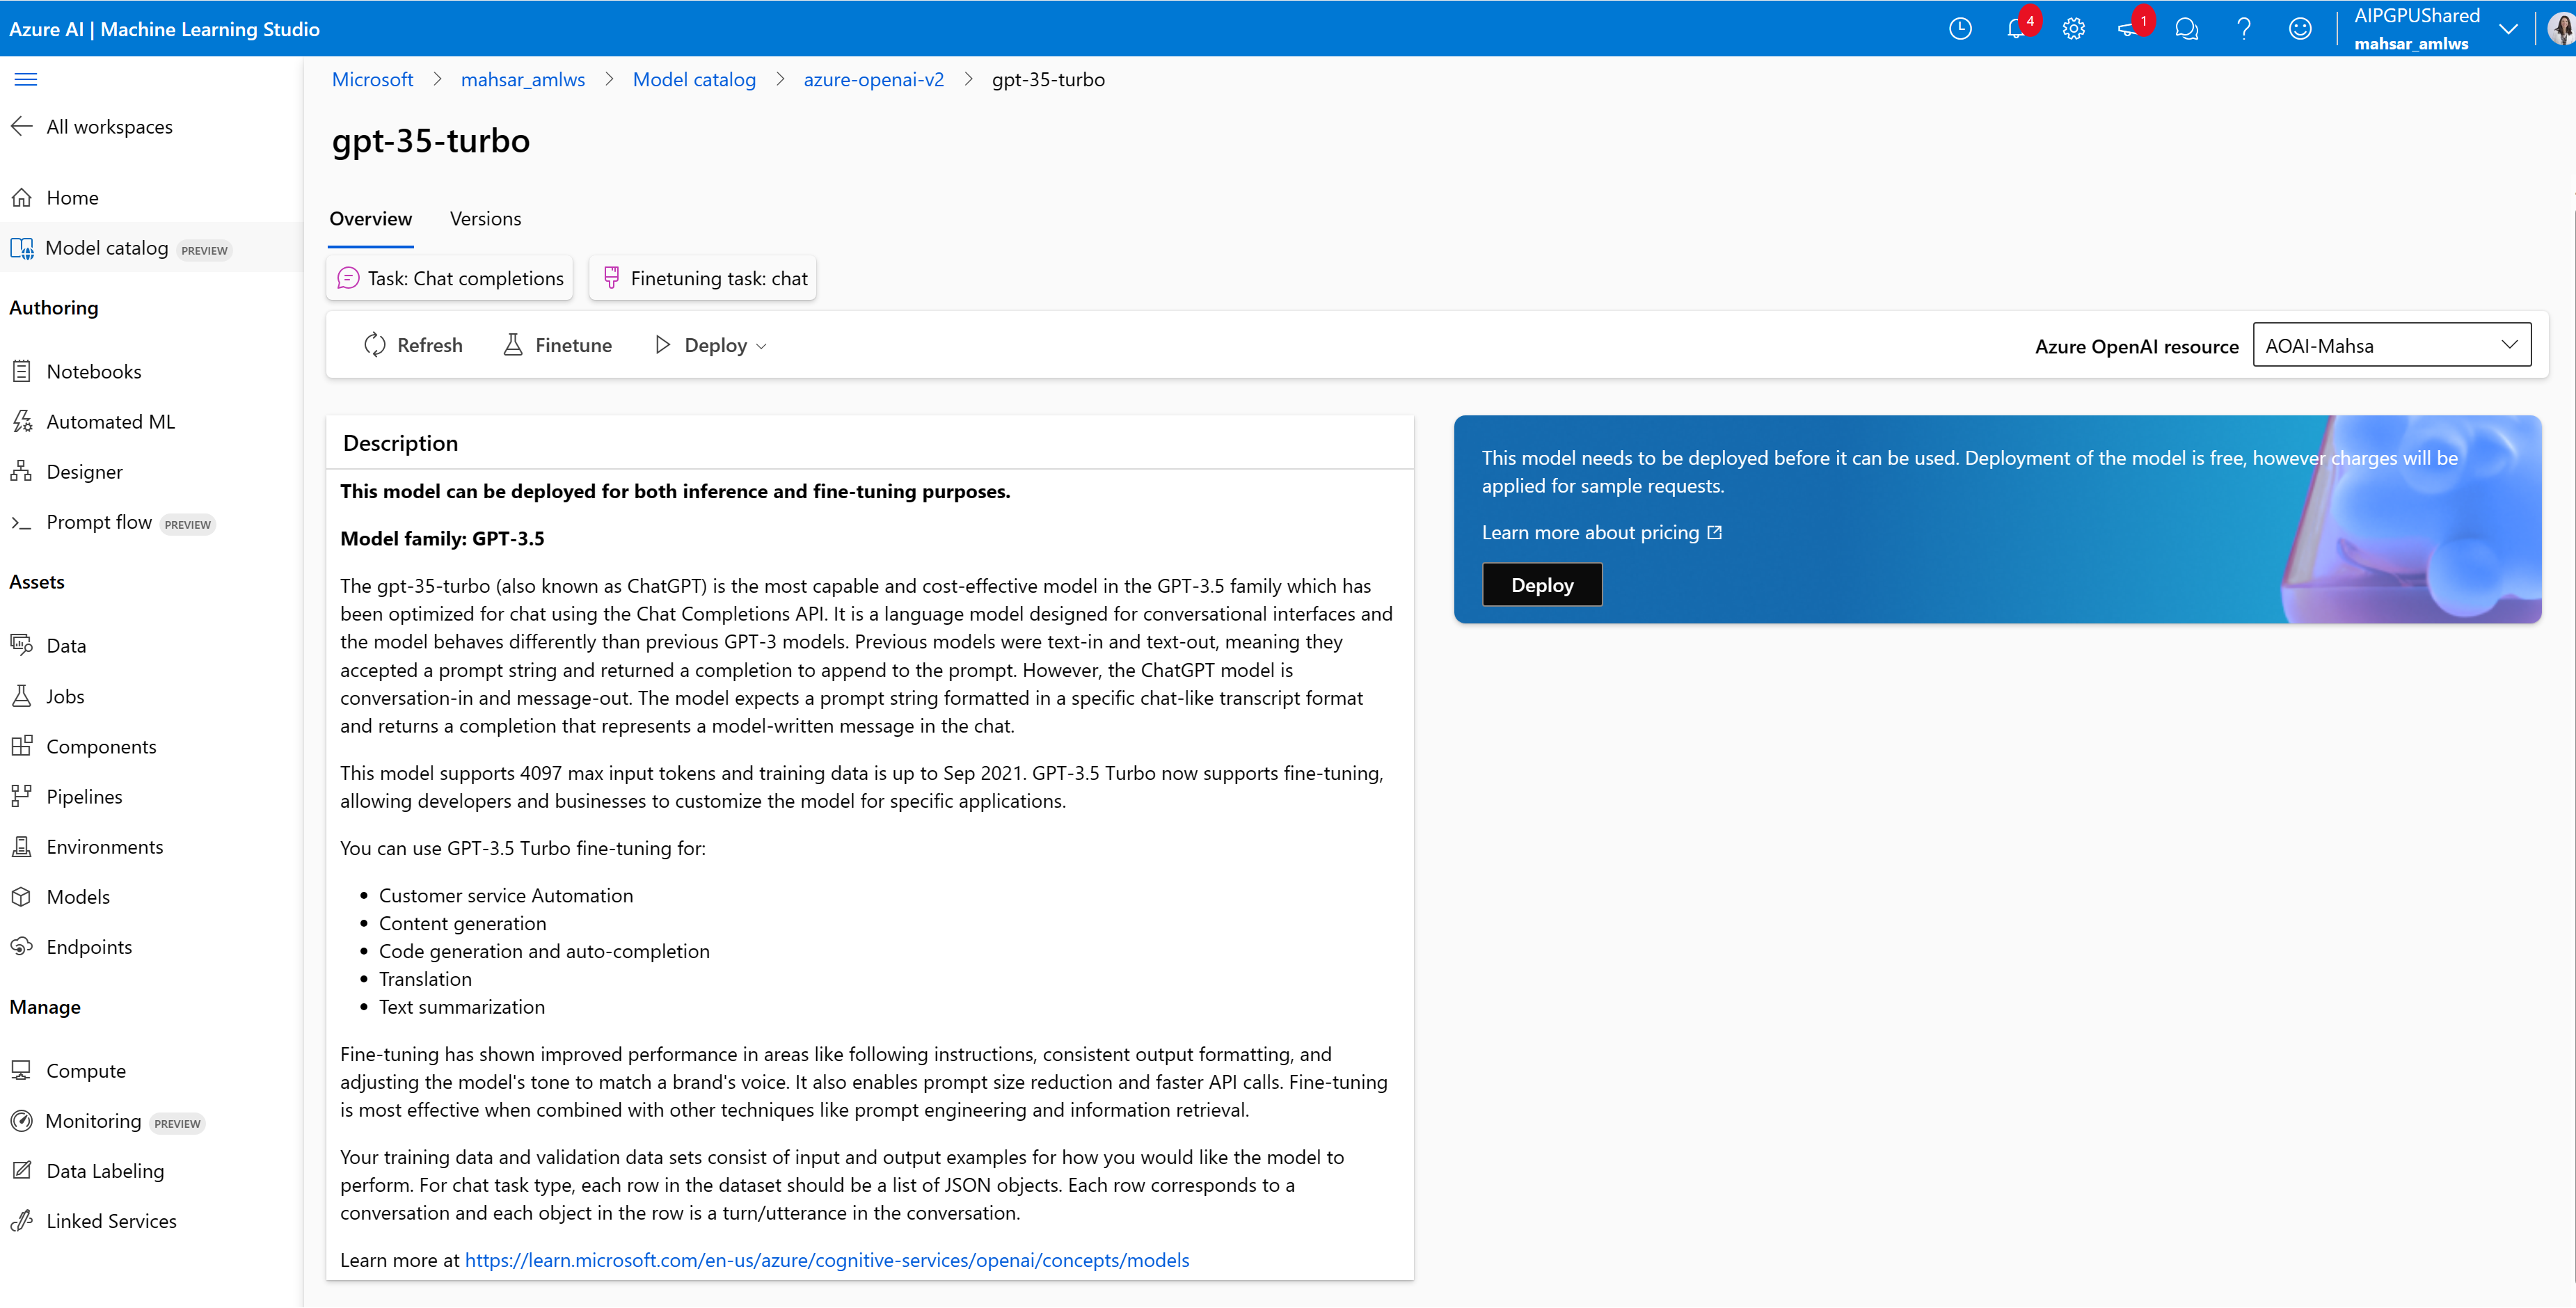 Azure AI | Machine Learning Studio
4
1
AIPGPUShared
mahsar_amlws
Microsoft > mahsar_amlws > Model catalog > azure-openai-v2 > gpt-35-turbo
All workspaces
Home
Model catalog PREVIEW
Authoring
Notebooks
Automated ML
Designer
Prompt flow PREVIEW
Assets
Data
Jobs
Components
Pipelines
Environments
Models
Endpoints
Manage
Compute
Monitoring PREVIEW
Data Labeling
Linked Services
gpt-35-turbo
Overview Versions
Task: Chat completions Finetuning task: chat
Refresh Finetune Deploy
Azure OpenAI resource AOAI-Mahsa
Description
This model can be deployed for both inference and fine-tuning purposes.
Model family: GPT-3.5
The gpt-35-turbo (also known as ChatGPT) is the most capable and cost-effective model in the GPT-3.5 family which has
been optimized for chat using the Chat Completions API. It is a language model designed for conversational interfaces and
the model behaves differently than previous GPT-3 models. Previous models were text-in and text-out, meaning they
accepted a prompt string and returned a completion to append to the prompt. However, the ChatGPT model is
conversation-in and message-out. The model expects a prompt string formatted in a specific chat-like transcript format
and returns a completion that represents a model-written message in the chat.
This model supports 4097 max input tokens and training data is up to Sep 2021. GPT-3.5 Turbo now supports fine-tuning,
allowing developers and businesses to customize the model for specific applications.
You can use GPT-3.5 Turbo fine-tuning for:
• Customer service Automation
• Content generation
• Code generation and auto-completion
• Translation
• Text summarization
Fine-tuning has shown improved performance in areas like following instructions, consistent output formatting, and
adjusting the model's tone to match a brand's voice. It also enables prompt size reduction and faster API calls. Fine-tuning
is most effective when combined with other techniques like prompt engineering and information retrieval.
Your training data and validation data sets consist of input and output examples for how you would like the model to
perform. For chat task type, each row in the dataset should be a list of JSON objects. Each row corresponds to a
conversation and each object in the row is a turn/utterance in the conversation.
Learn more at https://learn.microsoft.com/en-us/azure/cognitive-services/openai/concepts/models
This model needs to be deployed before it can be used. Deployment of the model is free, however charges will be
applied for sample requests.
Learn more about pricing
Deploy